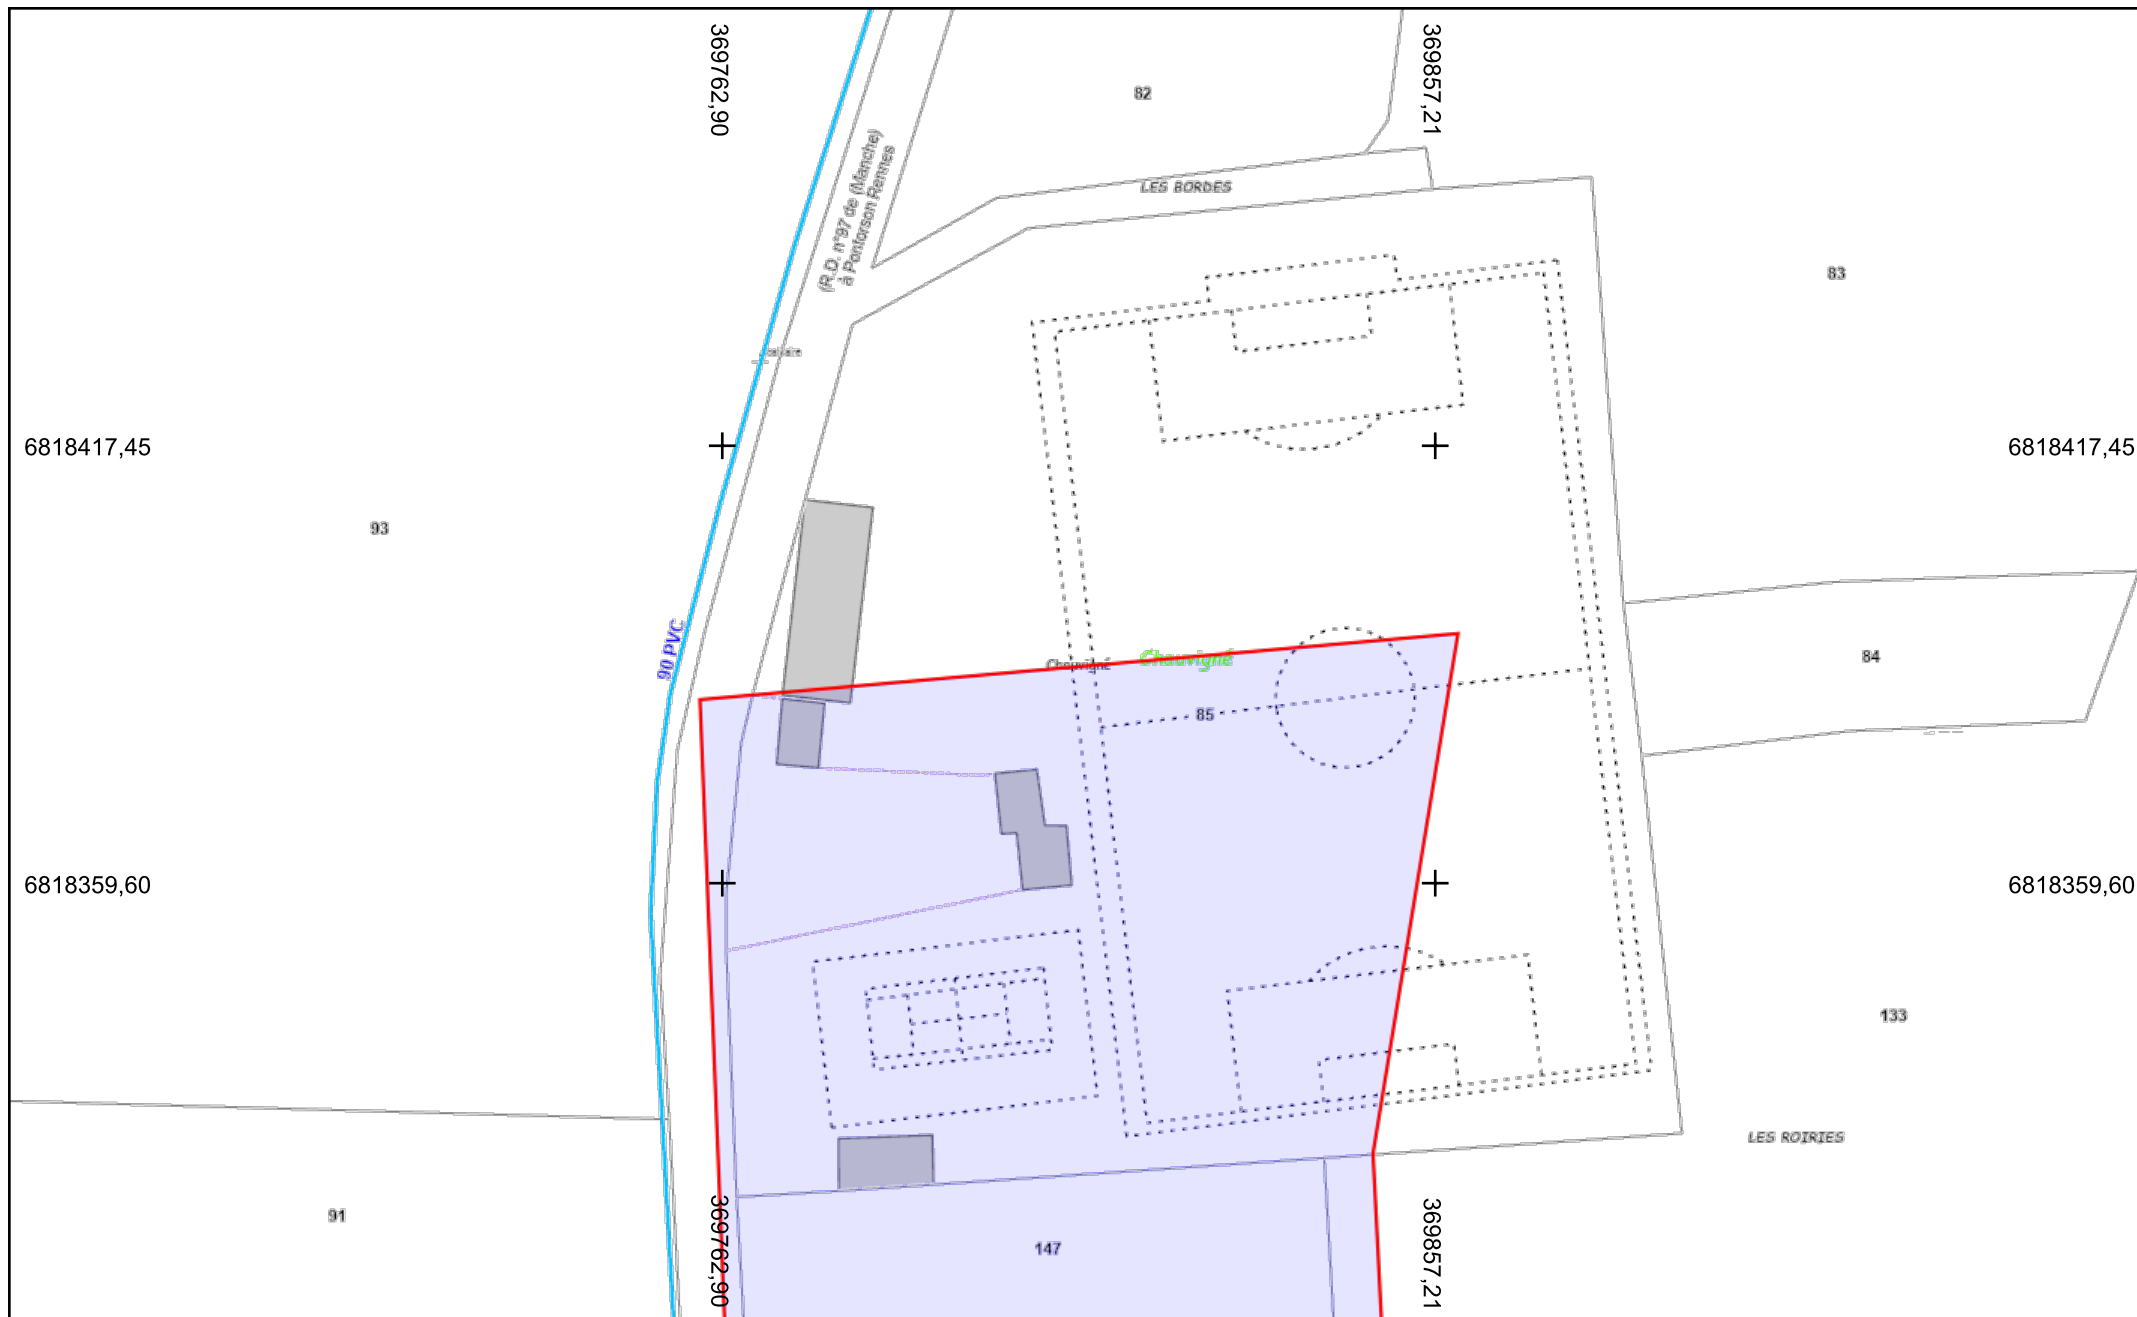 369762,90
369857,21
82
(R.D. n°97 de (Manche)
à Pontorson Rennes
LES BORDES
83
6818417,45
6818417,45
93
90 PVC
Chauvigné
Chauvigné
84
85
6818359,60
6818359,60
133
LES ROIRIES
91
147
369762,90
369857,21